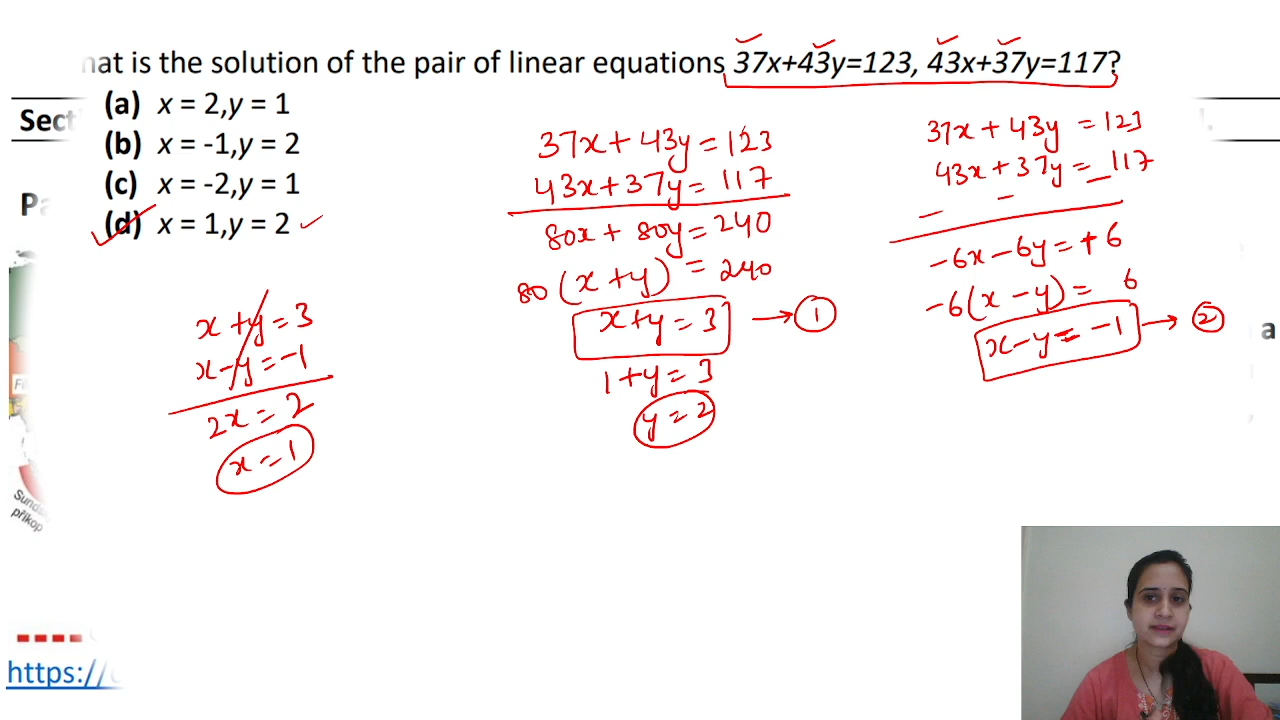 hat is the solution of the pair of linear equations 37x+43y=123, 43x+37y=117?
(a) x = 2,y = 1
(b) x = -1,y = 2
(c) x = -2,y = 1
(d) x = 1,y = 2
Sect
Pa
x + y = 3
x - y = -1
2x = 2
x = 1
37x + 43y = 123
43x + 37y = 117
80x + 80y = 240
80 (x + y) = 240
x + y = 3 → ①
1 + y = 3
y = 2
37x + 43y = 123
43x + 37y = 117
− − −
-6x - 6y = + 6
-6(x - y) = 6
x - y = -1 → ②
a
Sunds
příkop
https://